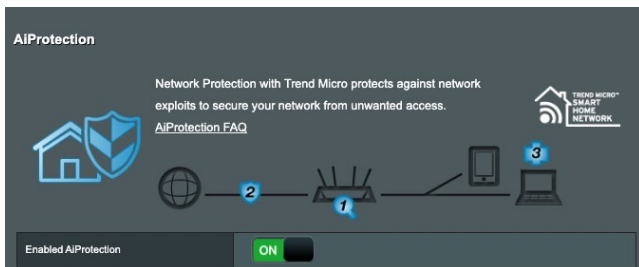 AiProtection
Network Protection with Trend Micro protects against network
exploits to secure your network from unwanted access.
AiProtection FAQ
TREND MICRO™
SMART
HOME
NETWORK
3
2
1
Enabled AiProtection
ON